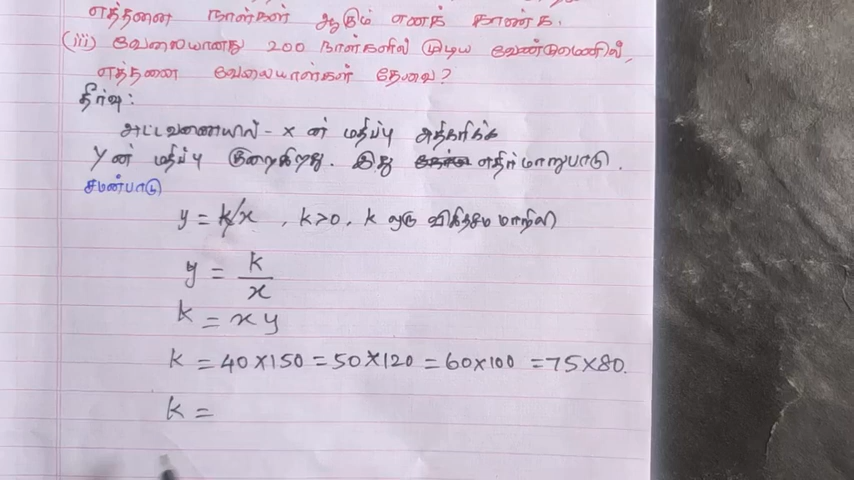 எத்தனை நாள்கள் ஆகும் எனக் காண்க.
(iii) வேலையானது 200 நாள்களில் முடிய வேண்டுமெனில்,
எத்தனை வேலையாள்கள் தேவை?
தீர்வு:
அட்டவணையில் - x ன் மதிப்பு அதிகரிக்க
y ன் மதிப்பு குறைகிறது. இது எதிர்மாறுபாடு.
சமன்பாடு
y = k/x , k>0, k ஒரு விகிதசம மாறிலி
y = k/x
k = xy
k = 40×150 = 50×120 = 60×100 = 75×80.
k =